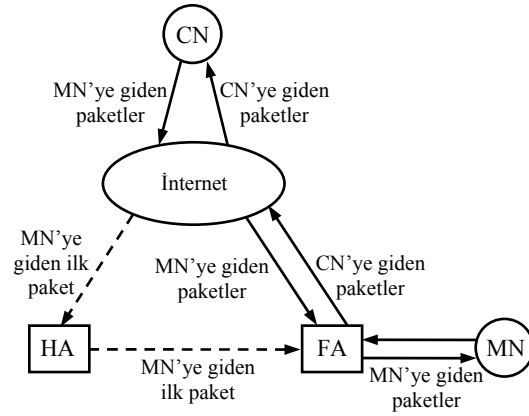 CN
MN’ye giden
paketler
CN’ye giden
paketler
İnternet
MN’ye
giden ilk
paket
MN’ye giden
paketler
CN’ye giden
paketler
HA
MN’ye giden
ilk paket
FA
MN
MN’ye giden
paketler